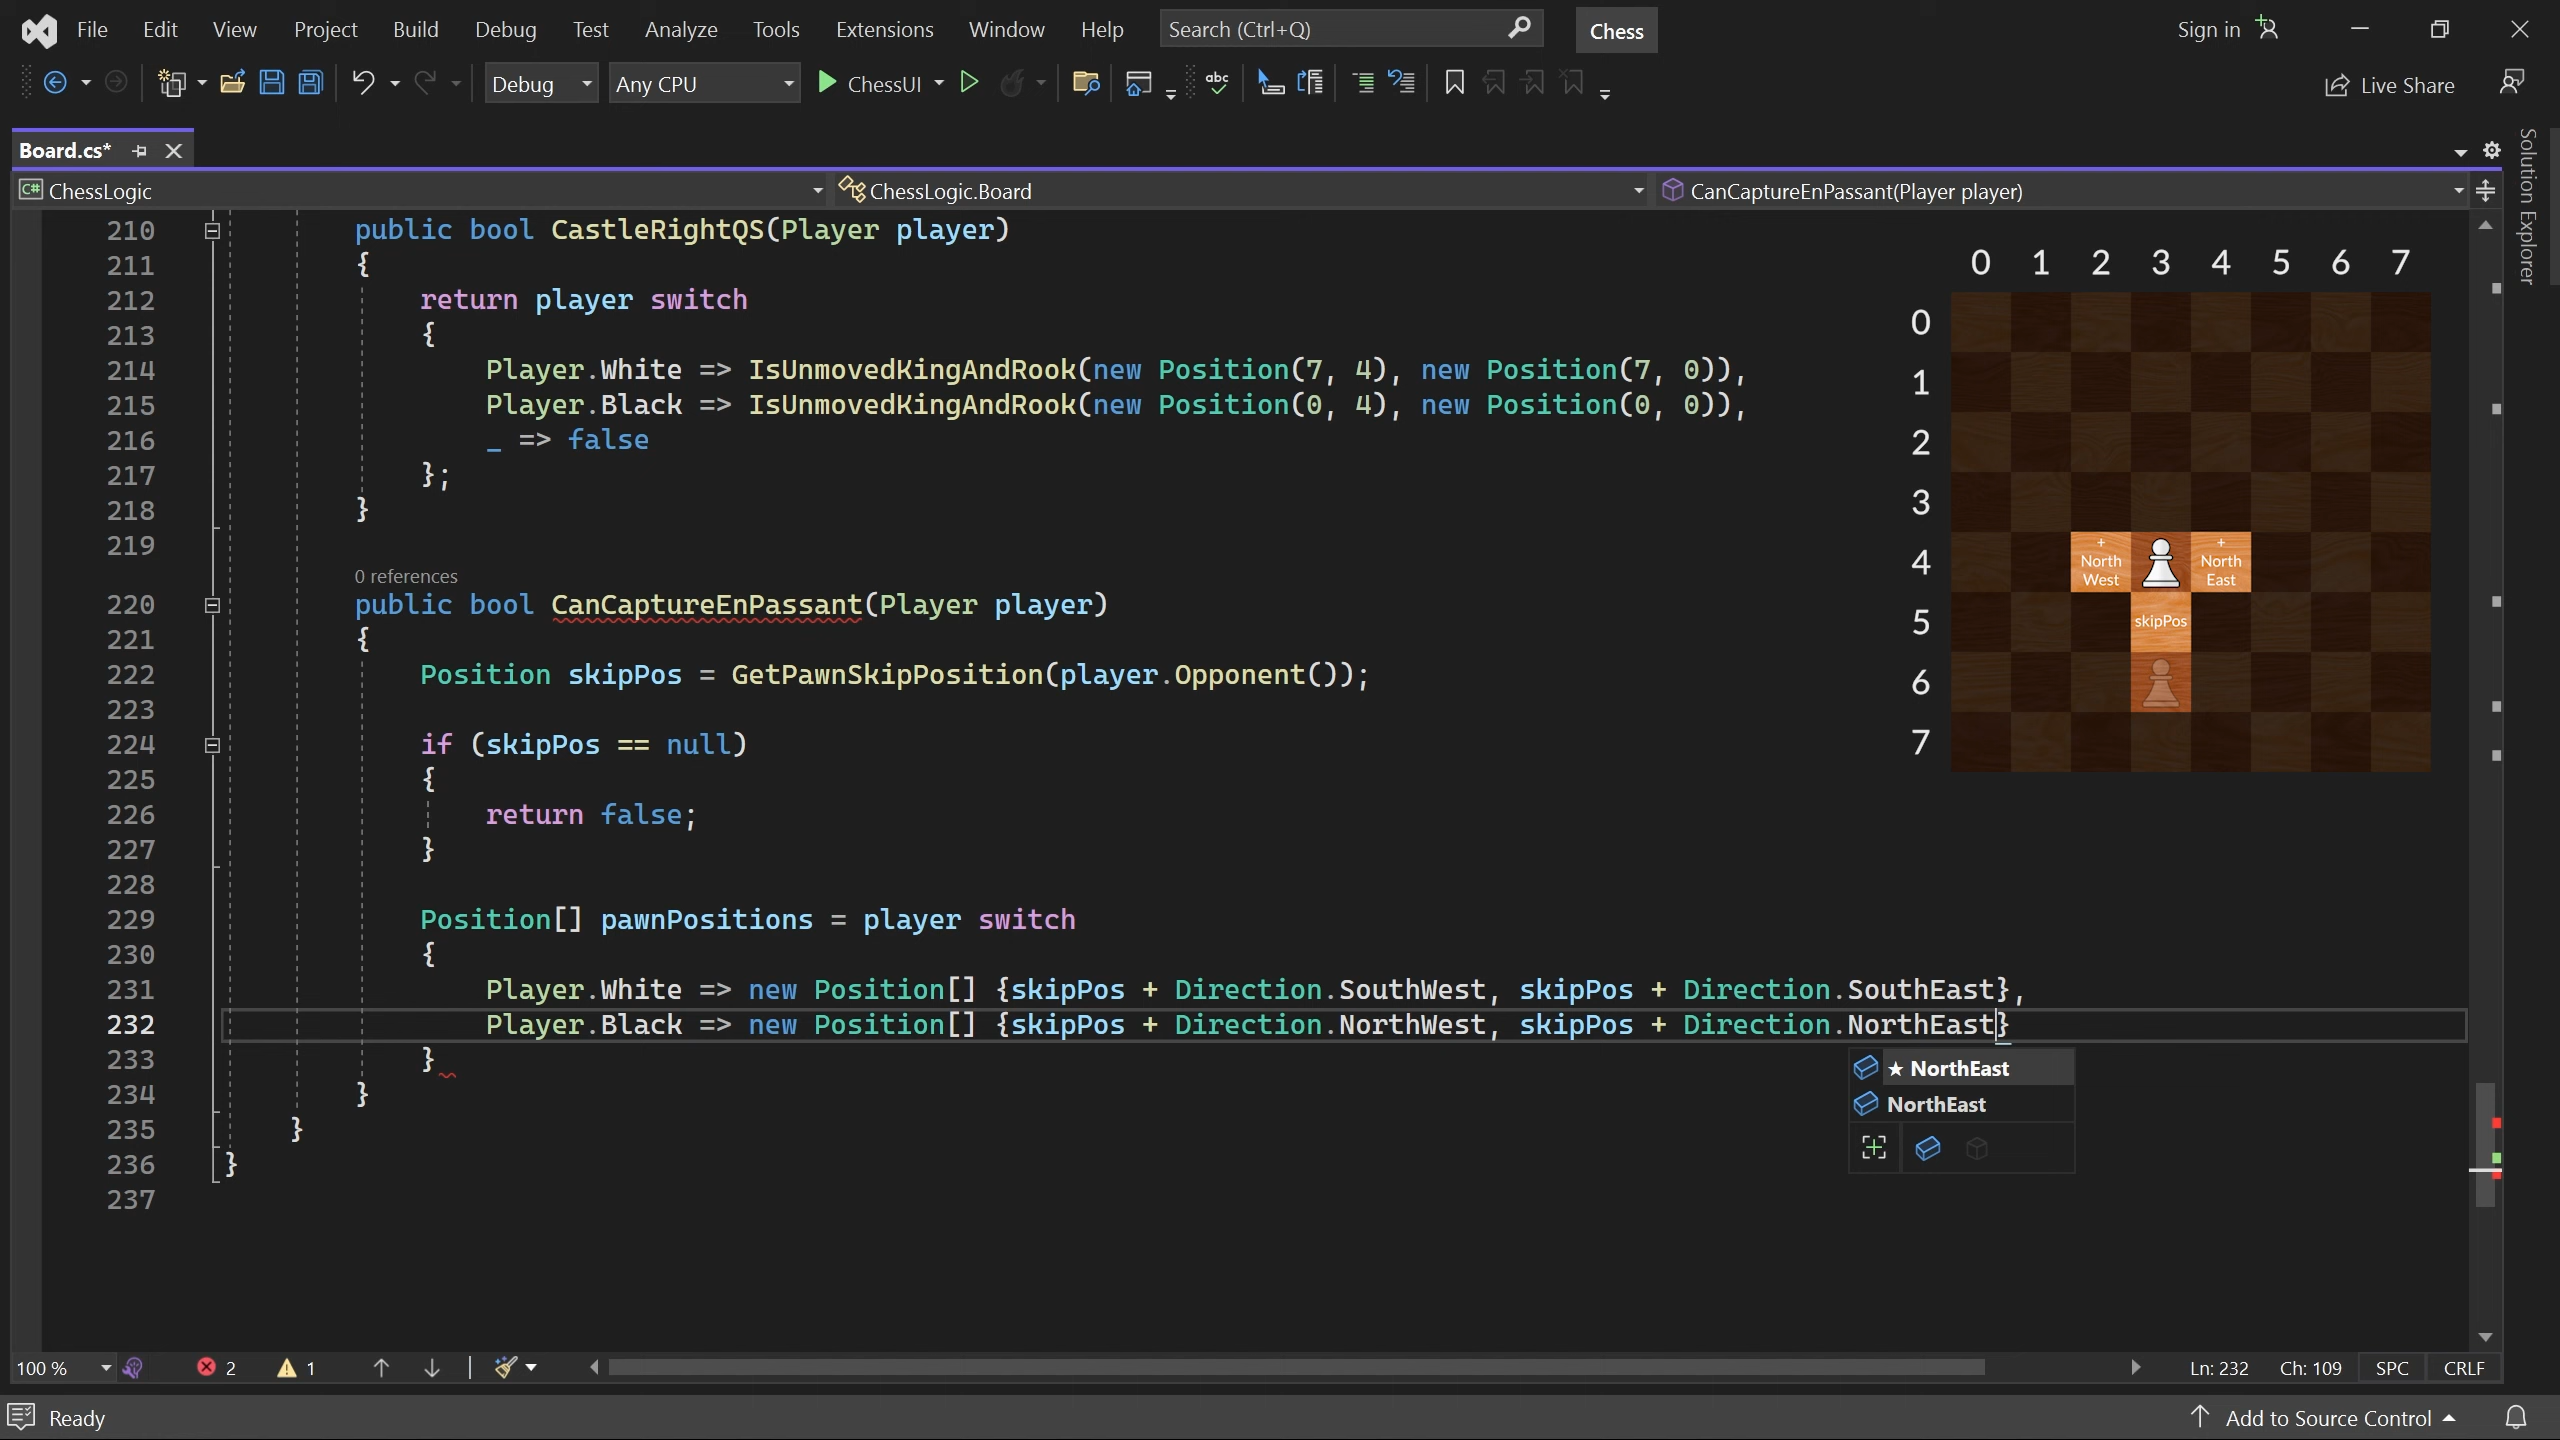 File Edit View Project Build Debug Test Analyze Tools Extensions Window Help Search (Ctrl+Q) Chess Sign in
Debug Any CPU ChessUI abc Live Share
Board.cs*
Solution Explorer
C# ChessLogic ChessLogic.Board CanCaptureEnPassant(Player player)
210 public bool CastleRightQS(Player player)
211 {
212 return player switch
213 {
214 Player.White => IsUnmovedKingAndRook(new Position(7, 4), new Position(7, 0)),
215 Player.Black => IsUnmovedKingAndRook(new Position(0, 4), new Position(0, 0)),
216 _ => false
217 };
218 }
219
0 references
220 public bool CanCaptureEnPassant(Player player)
221 {
222 Position skipPos = GetPawnSkipPosition(player.Opponent());
223
224 if (skipPos == null)
225 {
226 return false;
227 }
228
229 Position[] pawnPositions = player switch
230 {
231 Player.White => new Position[] {skipPos + Direction.SouthWest, skipPos + Direction.SouthEast},
232 Player.Black => new Position[] {skipPos + Direction.NorthWest, skipPos + Direction.NorthEast}
233 }
234 }
235 }
236 }
237
★ NorthEast
NorthEast
0 1 2 3 4 5 6 7
0
1
2
3
4
5
6
7
+
North
West
+
North
East
skipPos
100 % 2 1 Ln: 232 Ch: 109 SPC CRLF
Ready Add to Source Control